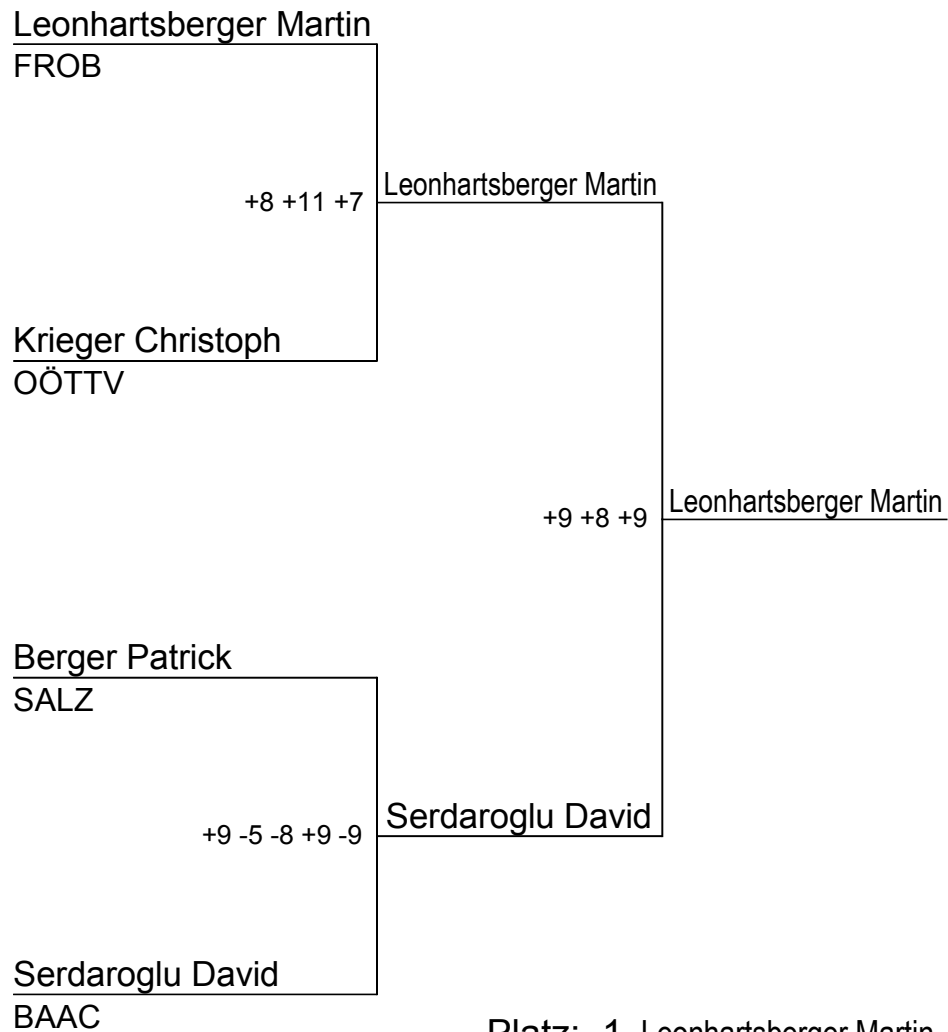 Leonhartsberger Martin
FROB
+8 +11 +7
Leonhartsberger Martin
Krieger Christoph
OÖTTV
+9 +8 +9
Leonhartsberger Martin
Berger Patrick
SALZ
+9 -5 -8 +9 -9
Serdaroglu David
Serdaroglu David
BAAC
Platz: 1 Leonhartsberger Martin